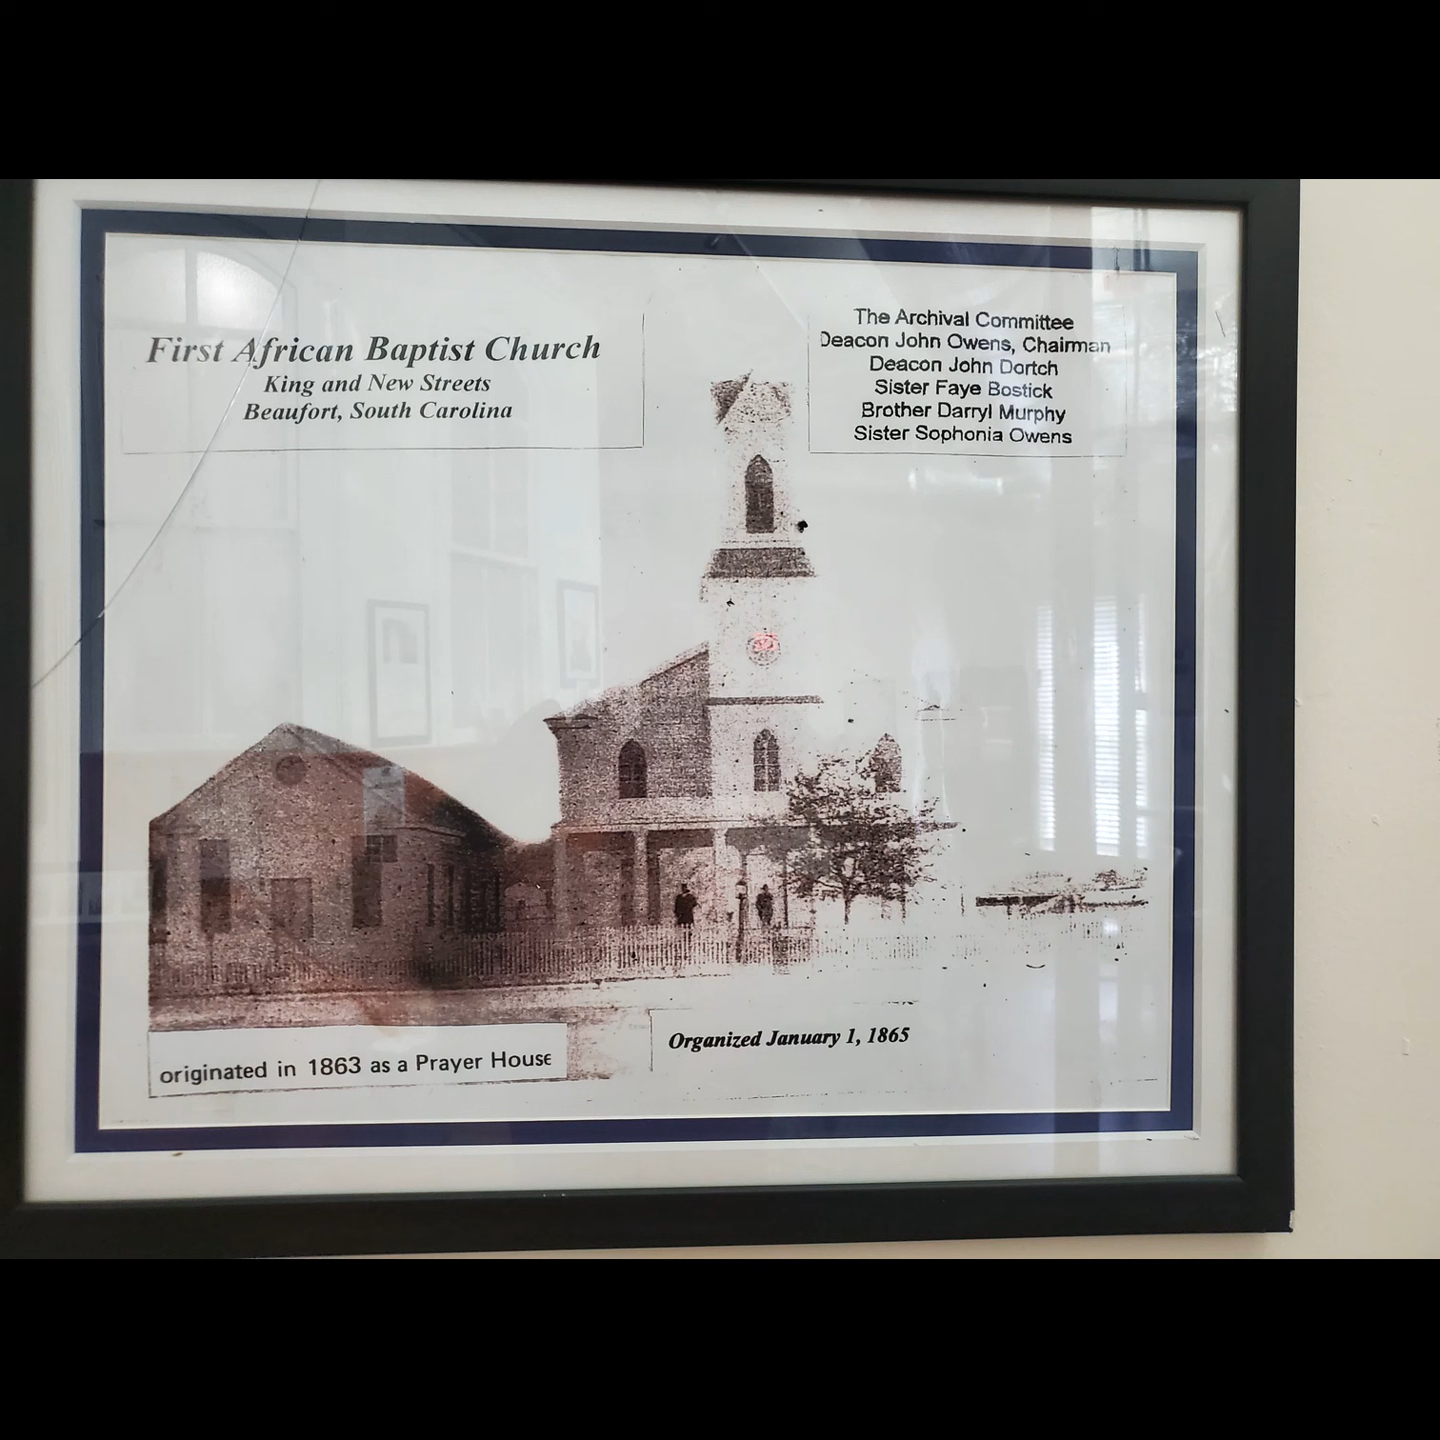 First African Baptist Church
King and New Streets
Beaufort, South Carolina
The Archival Committee
Deacon John Owens, Chairman
Deacon John Dortch
Sister Faye Bostick
Brother Darryl Murphy
Sister Sophonia Owens
originated in 1863 as a Prayer House
Organized January 1, 1865